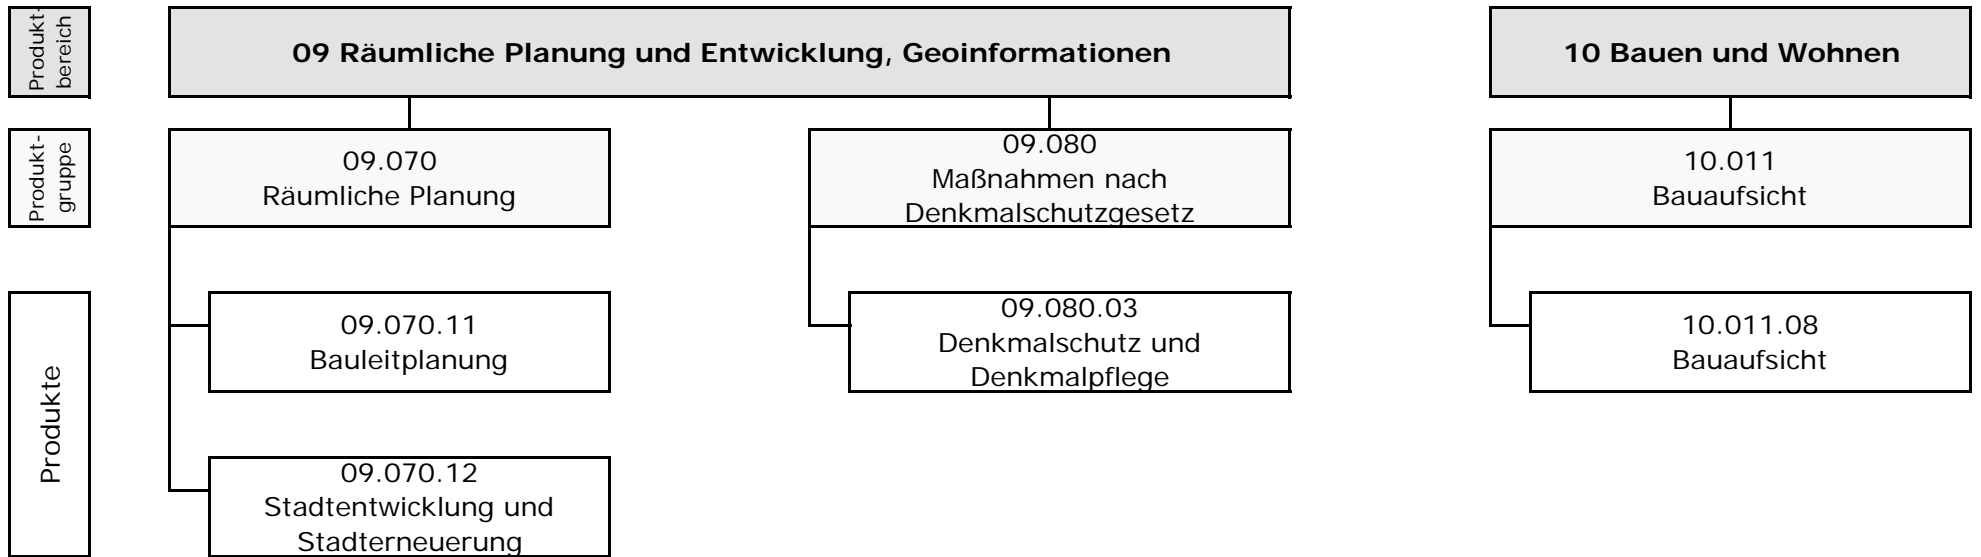 Produkt-
bereich
09 Räumliche Planung und Entwicklung, Geoinformationen
10 Bauen und Wohnen
Produkt-
gruppe
09.070
Räumliche Planung
09.080
Maßnahmen nach
Denkmalschutzgesetz
10.011
Bauaufsicht
Produkte
09.070.11
Bauleitplanung
09.080.03
Denkmalschutz und
Denkmalpflege
10.011.08
Bauaufsicht
09.070.12
Stadtentwicklung und
Stadterneuerung